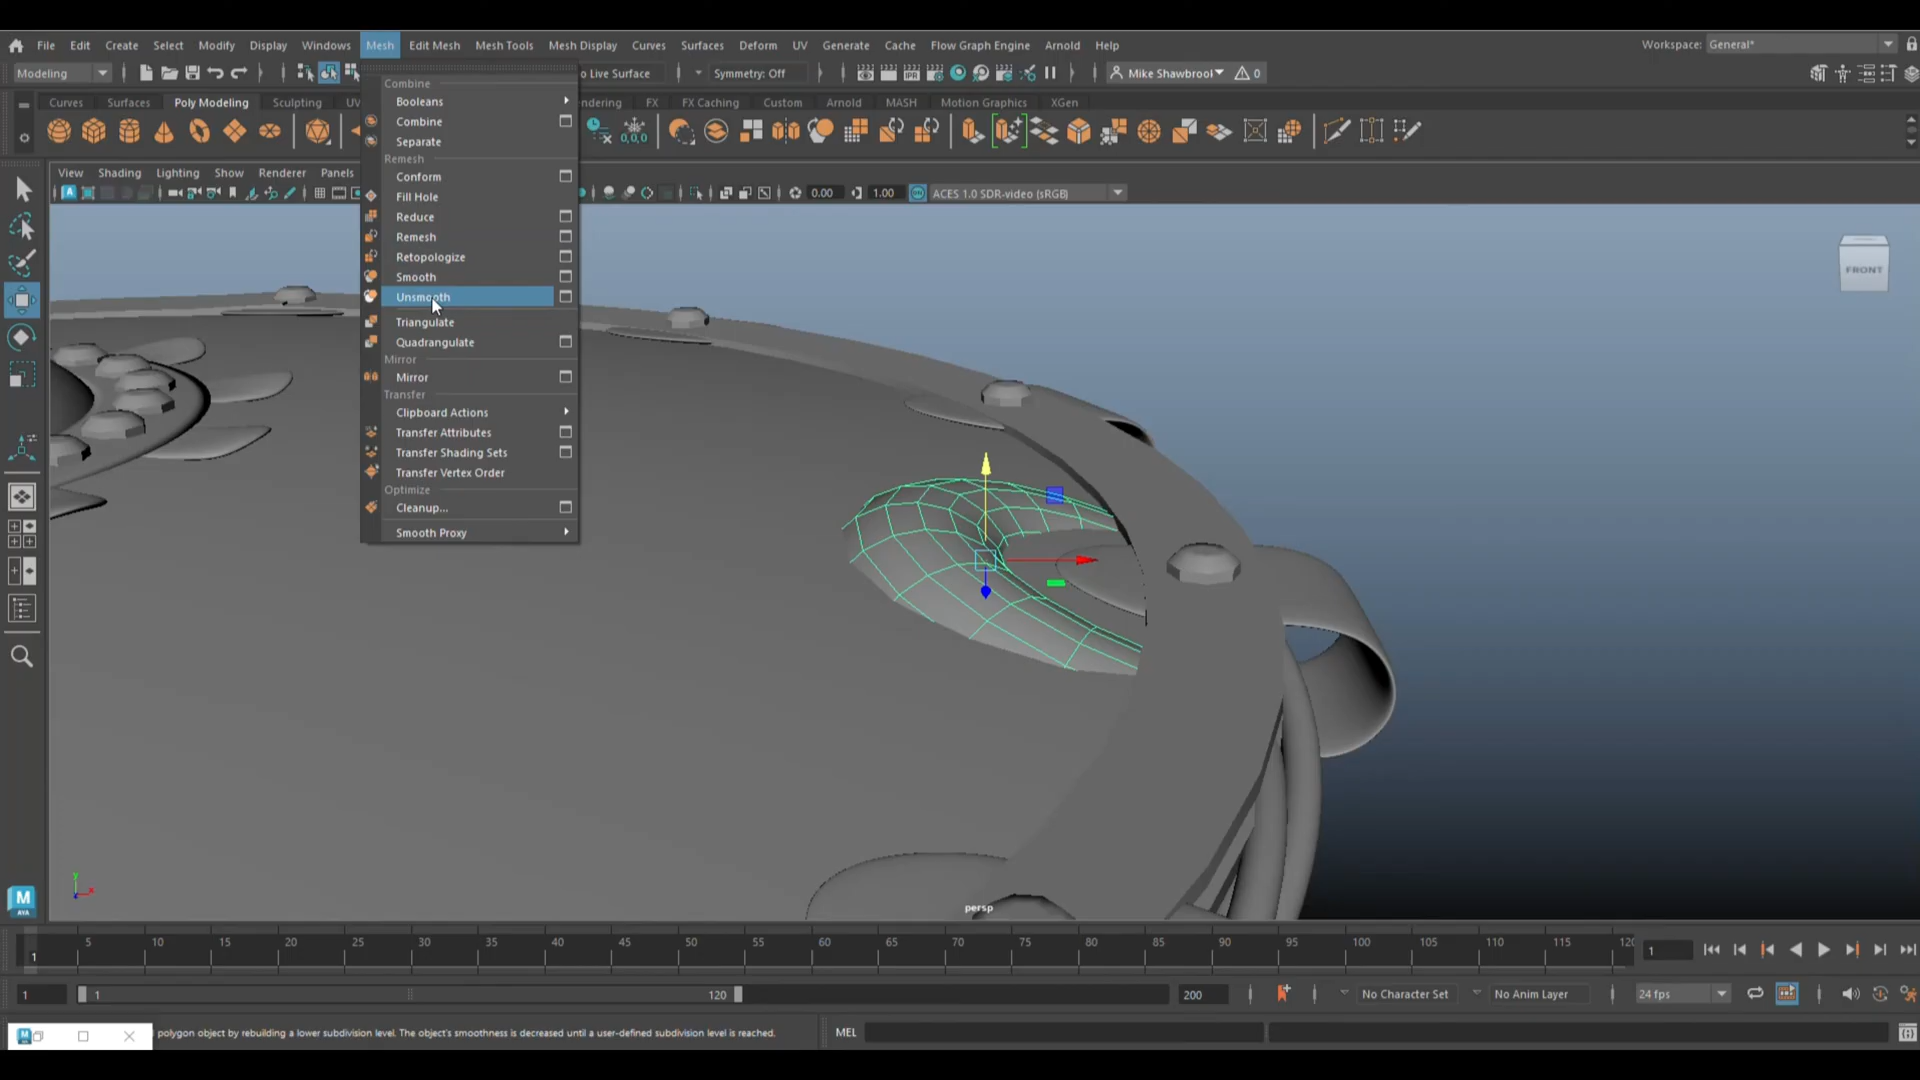 File Edit Create Select Modify Display Windows Mesh Edit Mesh Mesh Tools Mesh Display Curves Surfaces Deform UV Generate Cache Flow Graph Engine Arnold Help Workspace: General*
Modeling o Live Surface Symmetry: Off IPR Mike Shawbrool 0
Curves Surfaces Poly Modeling Sculpting UV ndering FX FX Caching Custom Arnold MASH Motion Graphics XGen
0,0,0
View Shading Lighting Show Renderer Panels
0.00 1.00 ACES 1.0 SDR-video (sRGB)
Combine
Booleans
Combine
Separate
Remesh
Conform
Fill Hole
Reduce
Remesh
Retopologize
Smooth
Unsmooth
Triangulate
Quadrangulate
Mirror
Mirror
Transfer
Clipboard Actions
Transfer Attributes
Transfer Shading Sets
Transfer Vertex Order
Optimize
Cleanup...
Smooth Proxy
FRONT
y
x
M
persp
5 10 15 20 25 30 35 40 45 50 55 60 65 70 75 80 85 90 95 100 105 110 115 120
1 1
1 1 120 200 No Character Set No Anim Layer 24 fps
polygon object by rebuilding a lower subdivision level. The object's smoothness is decreased until a user-defined subdivision level is reached. MEL